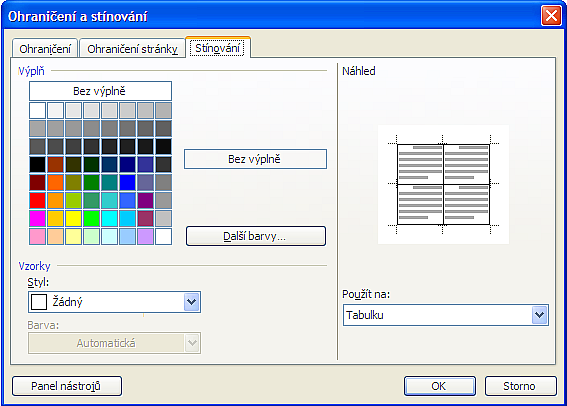 Ohraničení a stínování
Ohraničení
Ohraničení stránky
Stínování
Výplň
Bez výplně
Bez výplně
Další barvy...
Vzorky
Styl:
Žádný
Barva:
Automatická
Náhled
Použít na:
Tabulku
Panel nástrojů
OK
Storno